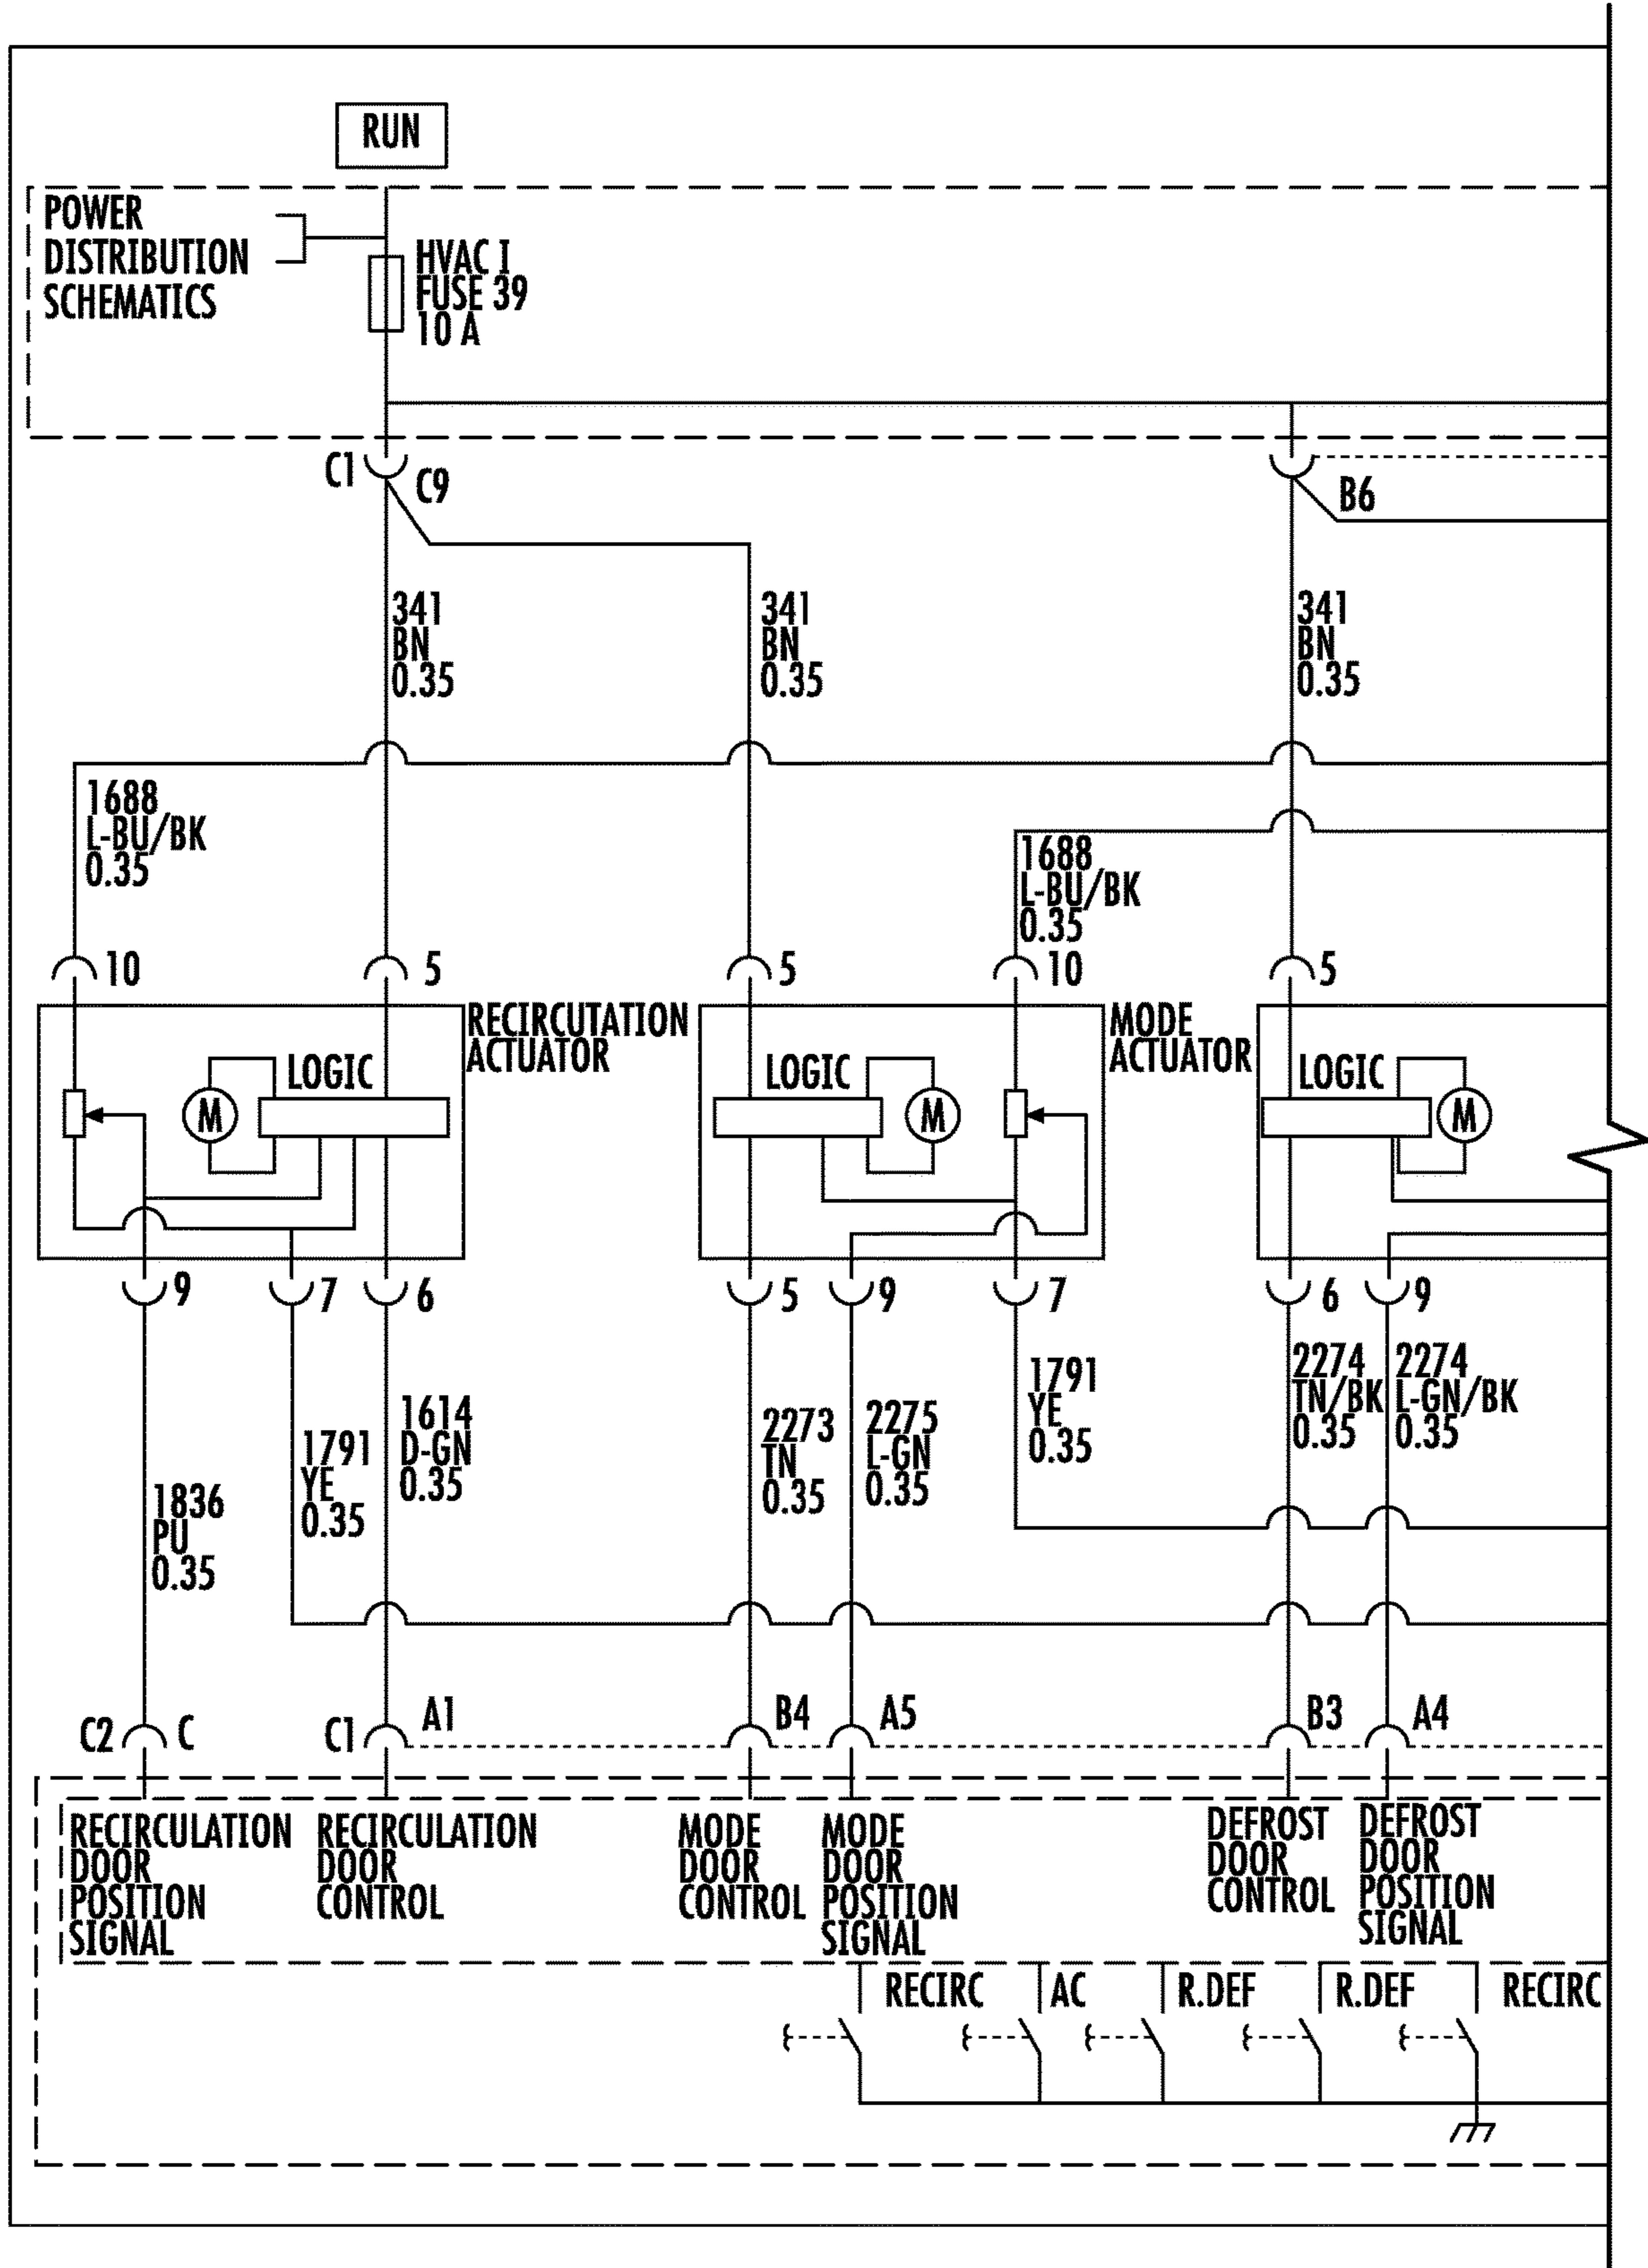 RUN
POWER
DISTRIBUTION
SCHEMATICS
HVAC I
FUSE 39
10 A
C1
C9
B6
341
BN
0.35
341
BN
0.35
341
BN
0.35
1688
L-BU/BK
0.35
1688
L-BU/BK
0.35
10
5
5
10
5
RECIRCUTATION
ACTUATOR
MODE
ACTUATOR
LOGIC
M
LOGIC
M
LOGIC
M
9
7
6
5
9
7
6
9
1836
PU
0.35
1791
YE
0.35
1614
D-GN
0.35
2273
TN
0.35
2275
L-GN
0.35
1791
YE
0.35
2274
TN/BK
0.35
2274
L-GN/BK
0.35
C2
C
C1
A1
B4
A5
B3
A4
RECIRCULATION
DOOR
POSITION
SIGNAL
RECIRCULATION
DOOR
CONTROL
MODE
DOOR
CONTROL
MODE
DOOR
POSITION
SIGNAL
DEFROST
DOOR
CONTROL
DEFROST
DOOR
POSITION
SIGNAL
RECIRC
AC
R.DEF
R.DEF
RECIRC